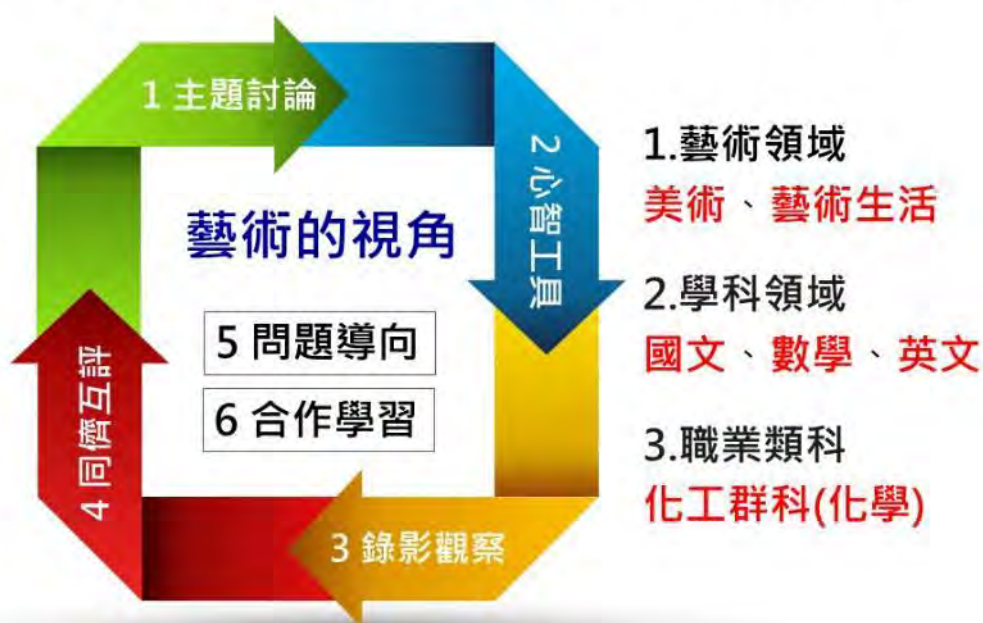 1 主題討論
2 心智工具
3 錄影觀察
4 同儕互評
藝術的視角
5 問題導向
6 合作學習
1.藝術領域
美術、藝術生活
2.學科領域
國文、數學、英文
3.職業類科
化工群科(化學)